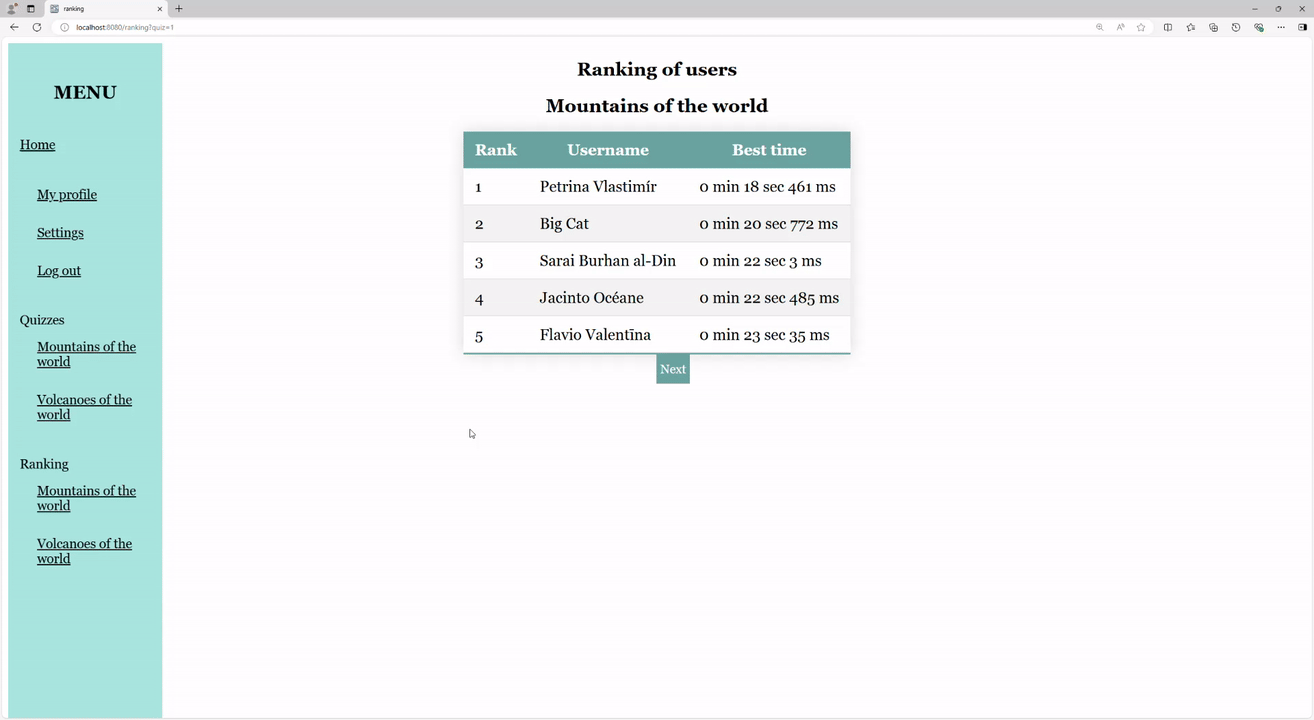 ranking
localhost:8080/ranking?quiz=1
MENU
Home
My profile
Settings
Log out
Quizzes
Mountains of the
world
Volcanoes of the
world
Ranking
Mountains of the
world
Volcanoes of the
world
Ranking of users
Mountains of the world
Rank Username Best time
1 Petrina Vlastimír 0 min 18 sec 461 ms
2 Big Cat 0 min 20 sec 772 ms
3 Sarai Burhan al-Din 0 min 22 sec 3 ms
4 Jacinto Océane 0 min 22 sec 485 ms
5 Flavio Valentīna 0 min 23 sec 35 ms
Next